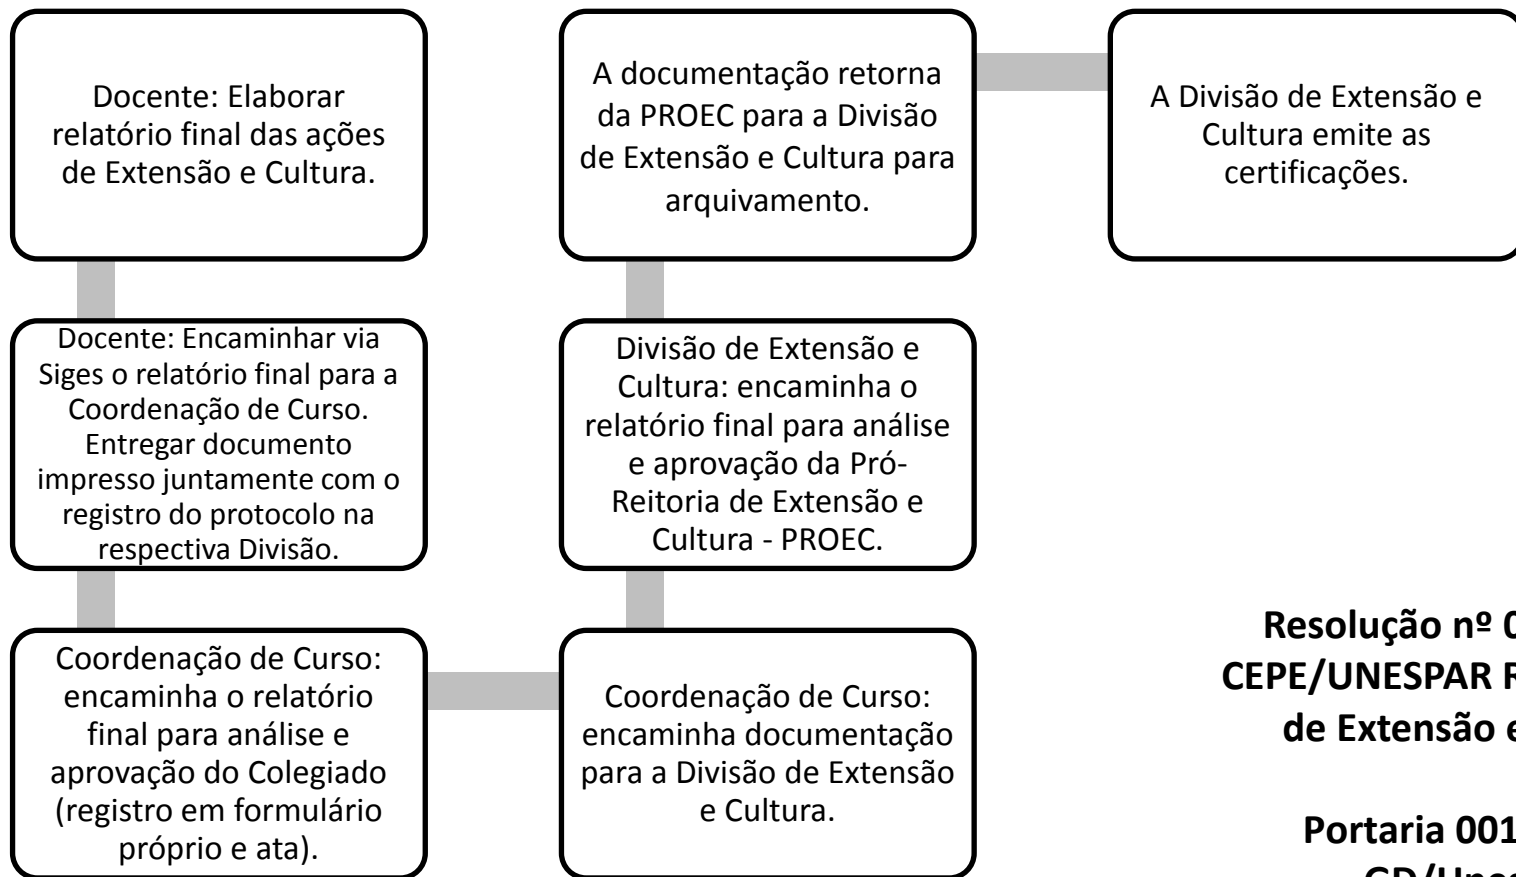 Docente: Elaborar
relatório final das ações
de Extensão e Cultura.
Docente: Encaminhar via
Siges o relatório final para a
Coordenação de Curso.
Entregar documento
impresso juntamente com o
registro do protocolo na
respectiva Divisão.
Coordenação de Curso:
encaminha o relatório
final para análise e
aprovação do Colegiado
(registro em formulário
próprio e ata).
Coordenação de Curso:
encaminha documentação
para a Divisão de Extensão
e Cultura.
Divisão de Extensão e
Cultura: encaminha o
relatório final para análise
e aprovação da Pró-
Reitoria de Extensão e
Cultura - PROEC.
A documentação retorna
da PROEC para a Divisão
de Extensão e Cultura para
arquivamento.
A Divisão de Extensão e
Cultura emite as
certificações.
Resolução nº
CEPE/UNESPAR
de Extensão e
Portaria 001